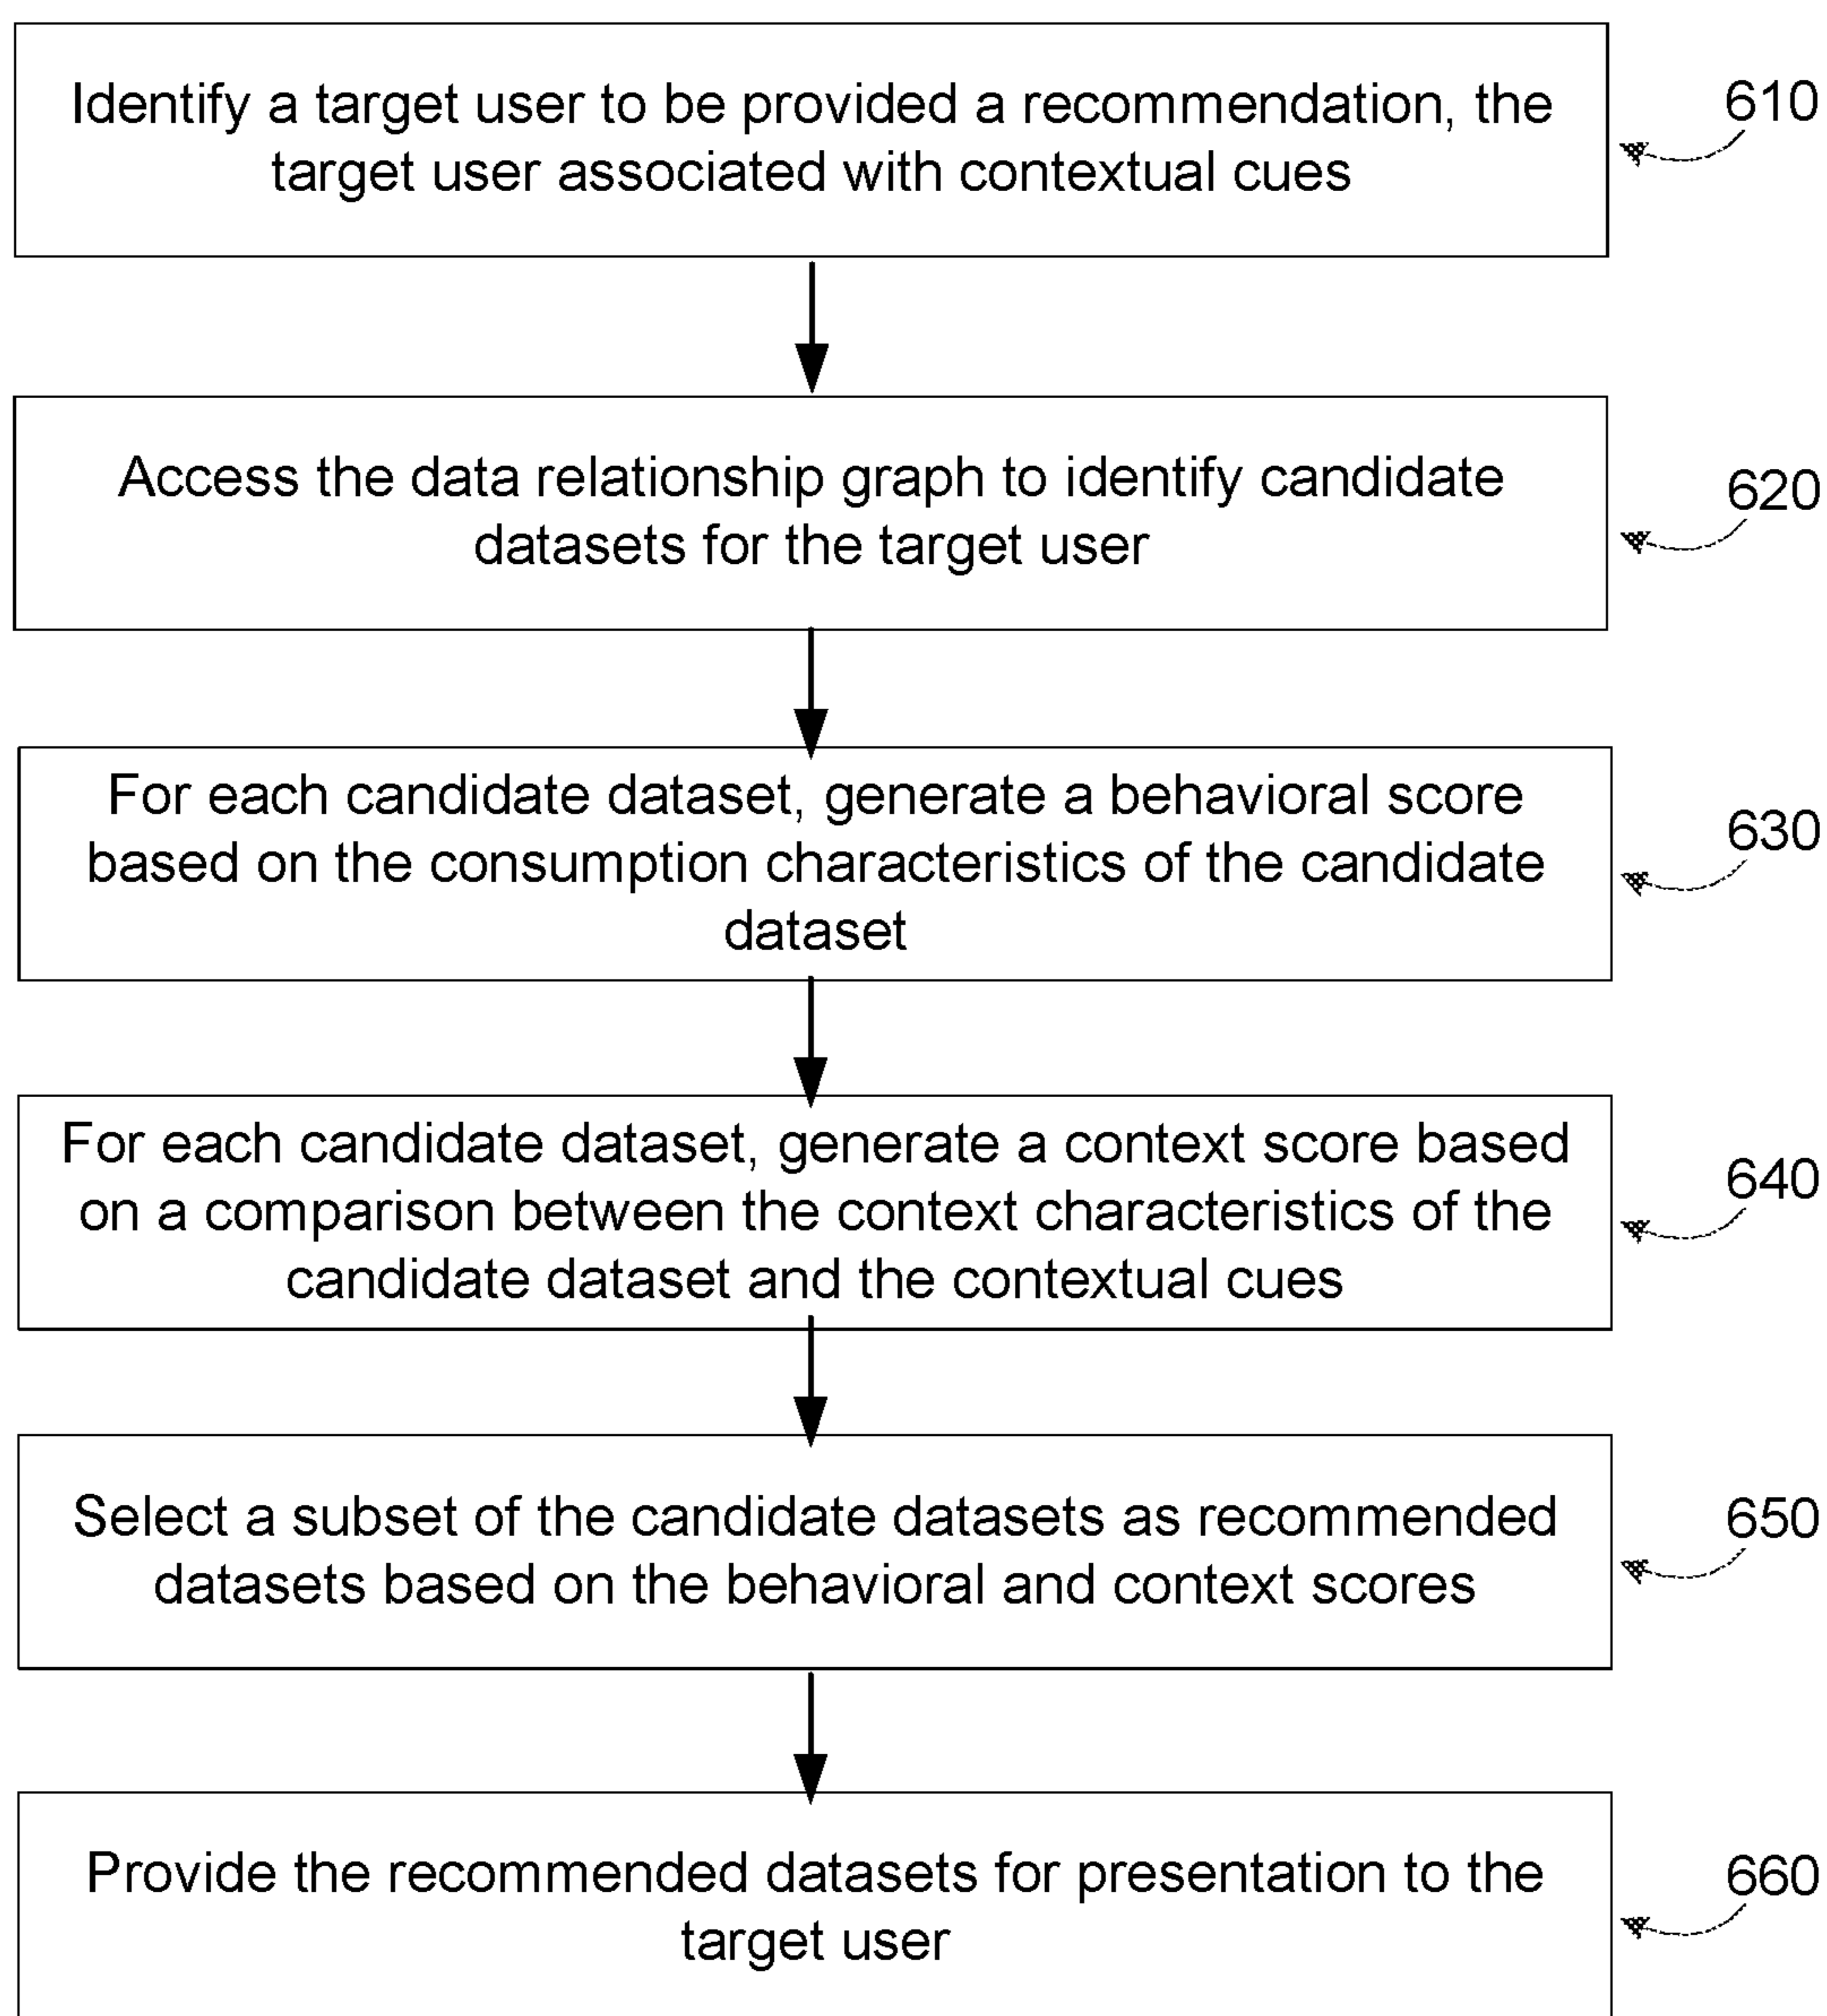 Identify a target user to be provided a recommendation, the
target user associated with contextual cues
610
Access the data relationship graph to identify candidate
datasets for the target user
620
For each candidate dataset, generate a behavioral score
based on the consumption characteristics of the candidate
dataset
630
For each candidate dataset, generate a context score based
on a comparison between the context characteristics of the
candidate dataset and the contextual cues
640
Select a subset of the candidate datasets as recommended
datasets based on the behavioral and context scores
650
Provide the recommended datasets for presentation to the
target user
660